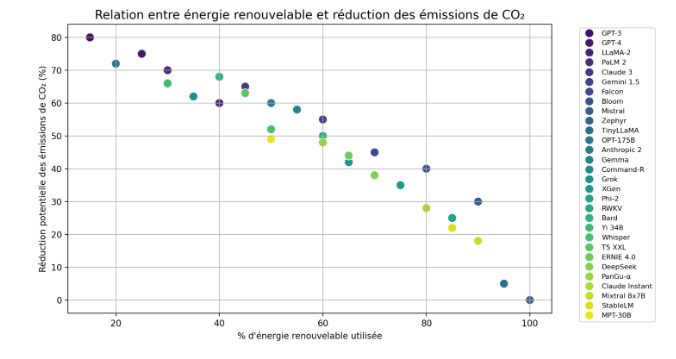 Relation entre énergie renouvelable et réduction des émissions de CO₂
Réduction potentielle des émissions de CO₂ (%)
80
70
60
50
40
30
20
10
0
20
40
60
80
100
% d'énergie renouvelable utilisée
GPT-3
GPT-4
LLaMA-2
PaLM 2
Claude 3
Gemini 1.5
Falcon
Bloom
Mistral
Zephyr
TinyLLaMA
OPT-175B
Anthropic 2
Gemma
Command-R
Grok
XGen
Phi-2
RWKV
Bard
Yi 34B
Whisper
T5 XXL
ERNIE 4.0
DeepSeek
PanGu-α
Claude Instant
Mixtral 8x7B
StableLM
MPT-30B